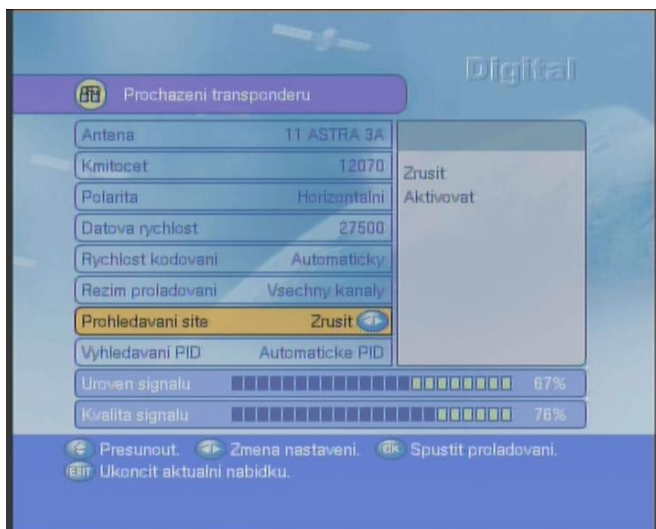 Digital
Prochazeni transponderu
Antena 11 ASTRA 3A
Kmitocet 12070
Polarita Horizontalni
Datova rychlost 27500
Rychlost kodovani Automaticky
Rezim proladovani Vsechny kanaly
Prohledavani site Zrusit
Vyhledavani PID Automaticke PID
Zrusit
Aktivovat
Uroven signalu 67%
Kvalita signalu 76%
Presunout. Zmena nastaveni. OK Spustit proladovani.
EXIT Ukoncit aktualni nabidku.